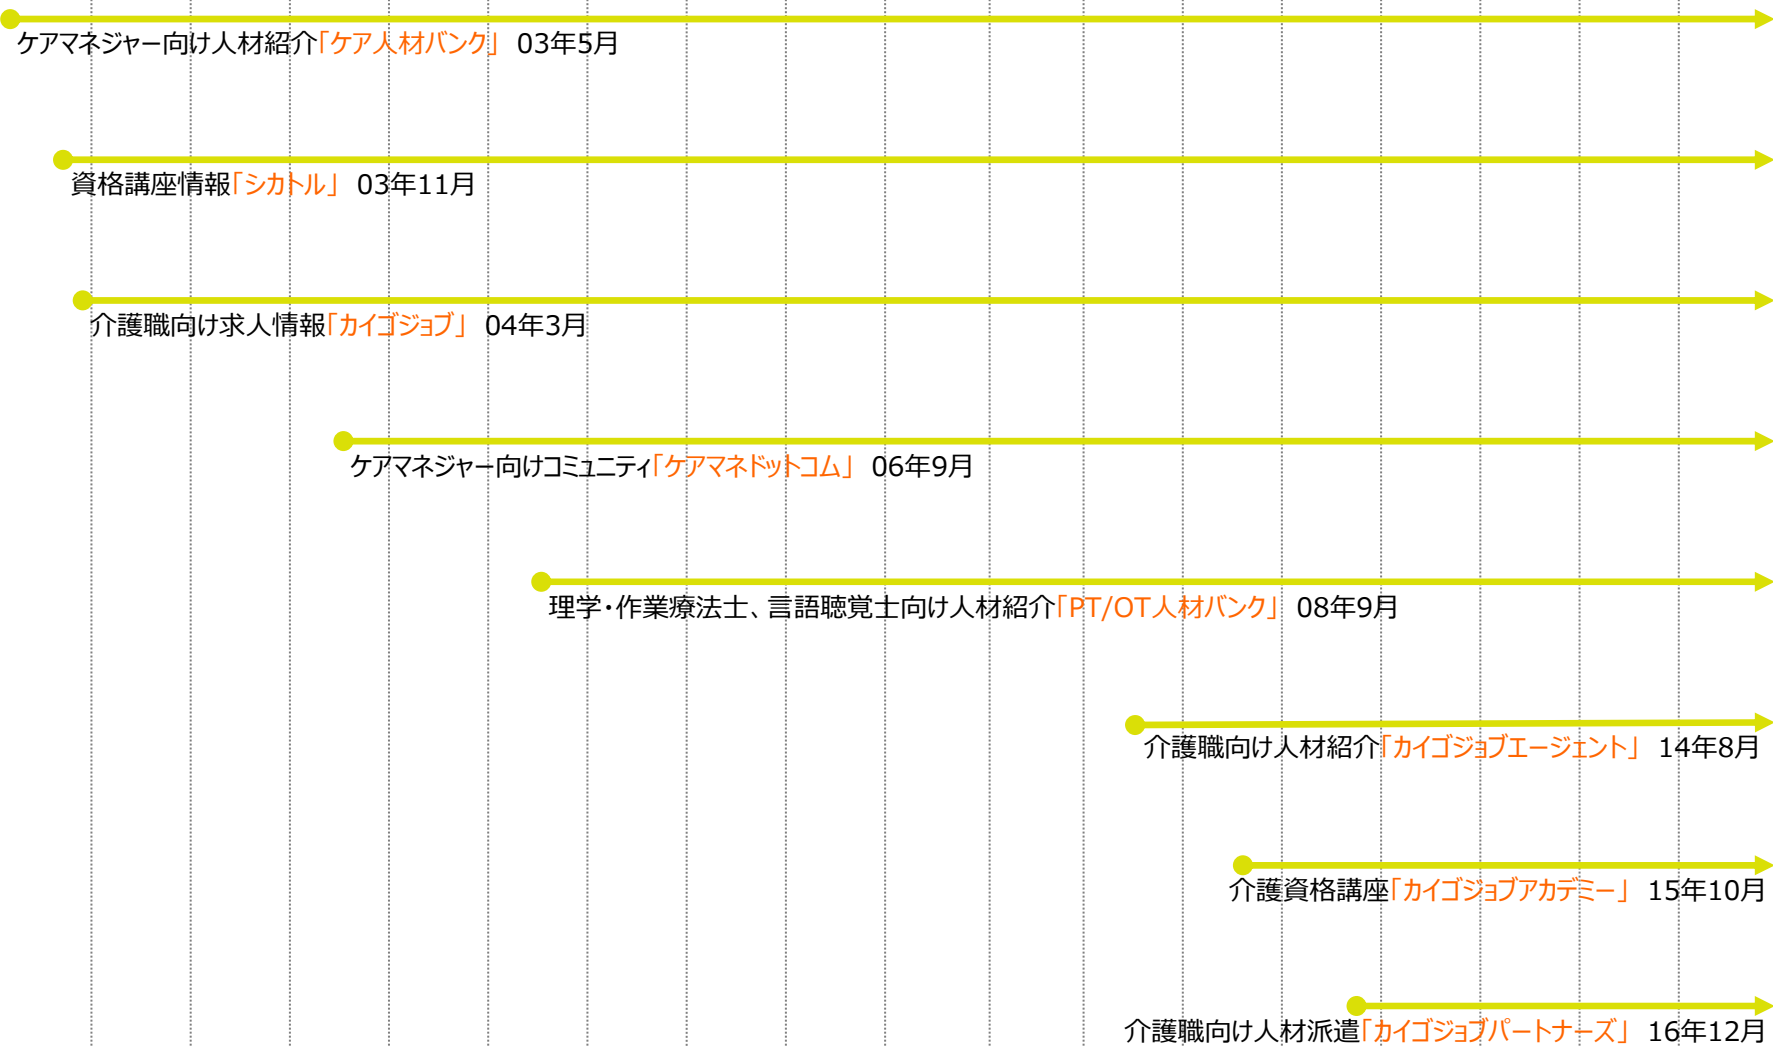 ケアマネジャー向け人材紹介「ケア人材バンク」 03年5月
資格講座情報「シカトル」 03年11月
介護職向け求人情報「カイゴジョブ」 04年3月
ケアマネジャー向けコミュニティ「ケアマネドットコム」 06年9月
理学・作業療法士、言語聴覚士向け人材紹介「PT/OT人材バンク」 08年9月
介護職向け人材紹介「カイゴジョブエージェント」 14年8月
介護資格講座「カイゴジョブアカデミー」 15年10月
介護職向け人材派遣「カイゴジョブパートナーズ」 16年12月